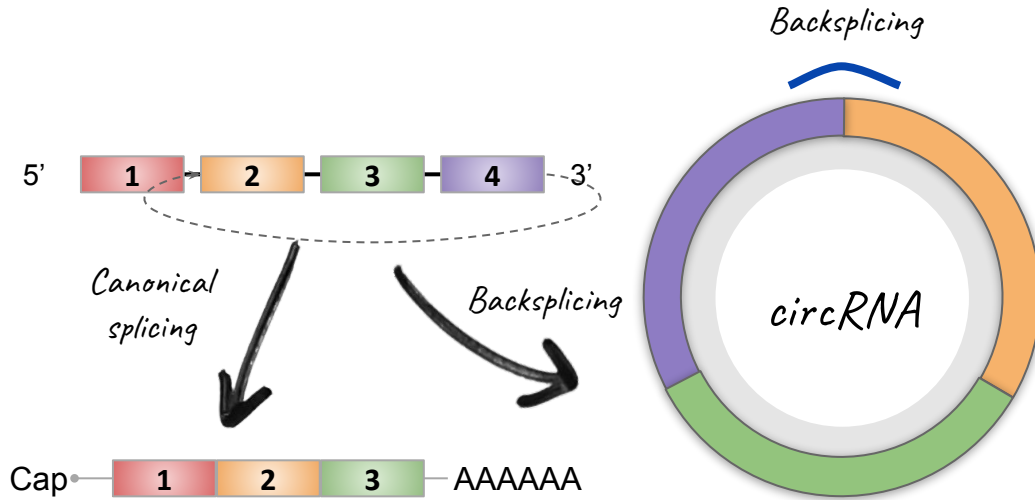 Backsplicing
5’ 1 2 3 4 3’
Canonical
splicing
Backsplicing
circRNA
Cap 1 2 3 AAAAAA